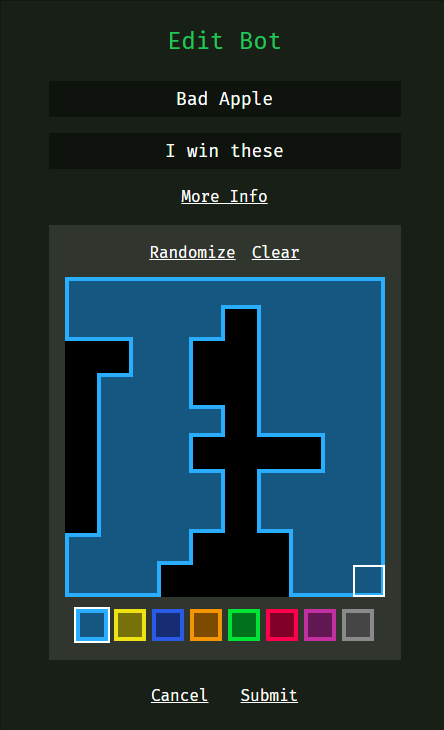 Edit Bot
Bad Apple
I win these
More Info
Randomize Clear
Cancel Submit